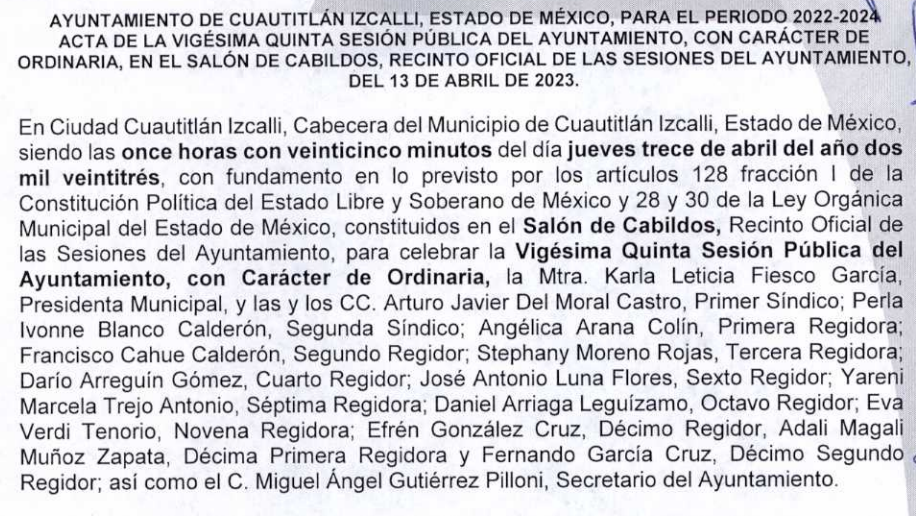 AYUNTAMIENTO DE CUAUTITLÁN IZCALLI, ESTADO DE MÉXICO, PARA EL PERIODO 2022-2024
ACTA DE LA VIGÉSIMA QUINTA SESIÓN PÚBLICA DEL AYUNTAMIENTO, CON CARÁCTER DE
ORDINARIA, EN EL SALÓN DE CABILDOS, RECINTO OFICIAL DE LAS SESIONES DEL AYUNTAMIENTO,
DEL 13 DE ABRIL DE 2023.
En Ciudad Cuautitlán Izcalli, Cabecera del Municipio de Cuautitlán Izcalli, Estado de México,
siendo las once horas con veinticinco minutos del día jueves trece de abril del año dos
mil veintitrés, con fundamento en lo previsto por los artículos 128 fracción I de la
Constitución Política del Estado Libre y Soberano de México y 28 y 30 de la Ley Orgánica
Municipal del Estado de México, constituidos en el Salón de Cabildos, Recinto Oficial de
las Sesiones del Ayuntamiento, para celebrar la Vigésima Quinta Sesión Pública del
Ayuntamiento, con Carácter de Ordinaria, la Mtra. Karla Leticia Fiesco García,
Presidenta Municipal, y las y los CC. Arturo Javier Del Moral Castro, Primer Síndico; Perla
Ivonne Blanco Calderón, Segunda Síndico; Angélica Arana Colín, Primera Regidora;
Francisco Cahue Calderón, Segundo Regidor; Stephany Moreno Rojas, Tercera Regidora;
Darío Arreguín Gómez, Cuarto Regidor; José Antonio Luna Flores, Sexto Regidor; Yareni
Marcela Trejo Antonio, Séptima Regidora; Daniel Arriaga Leguízamo, Octavo Regidor; Eva
Verdi Tenorio, Novena Regidora; Efrén González Cruz, Décimo Regidor, Adali Magali
Muñoz Zapata, Décima Primera Regidora y Fernando García Cruz, Décimo Segundo
Regidor; así como el C. Miguel Ángel Gutiérrez Pilloni, Secretario del Ayuntamiento.